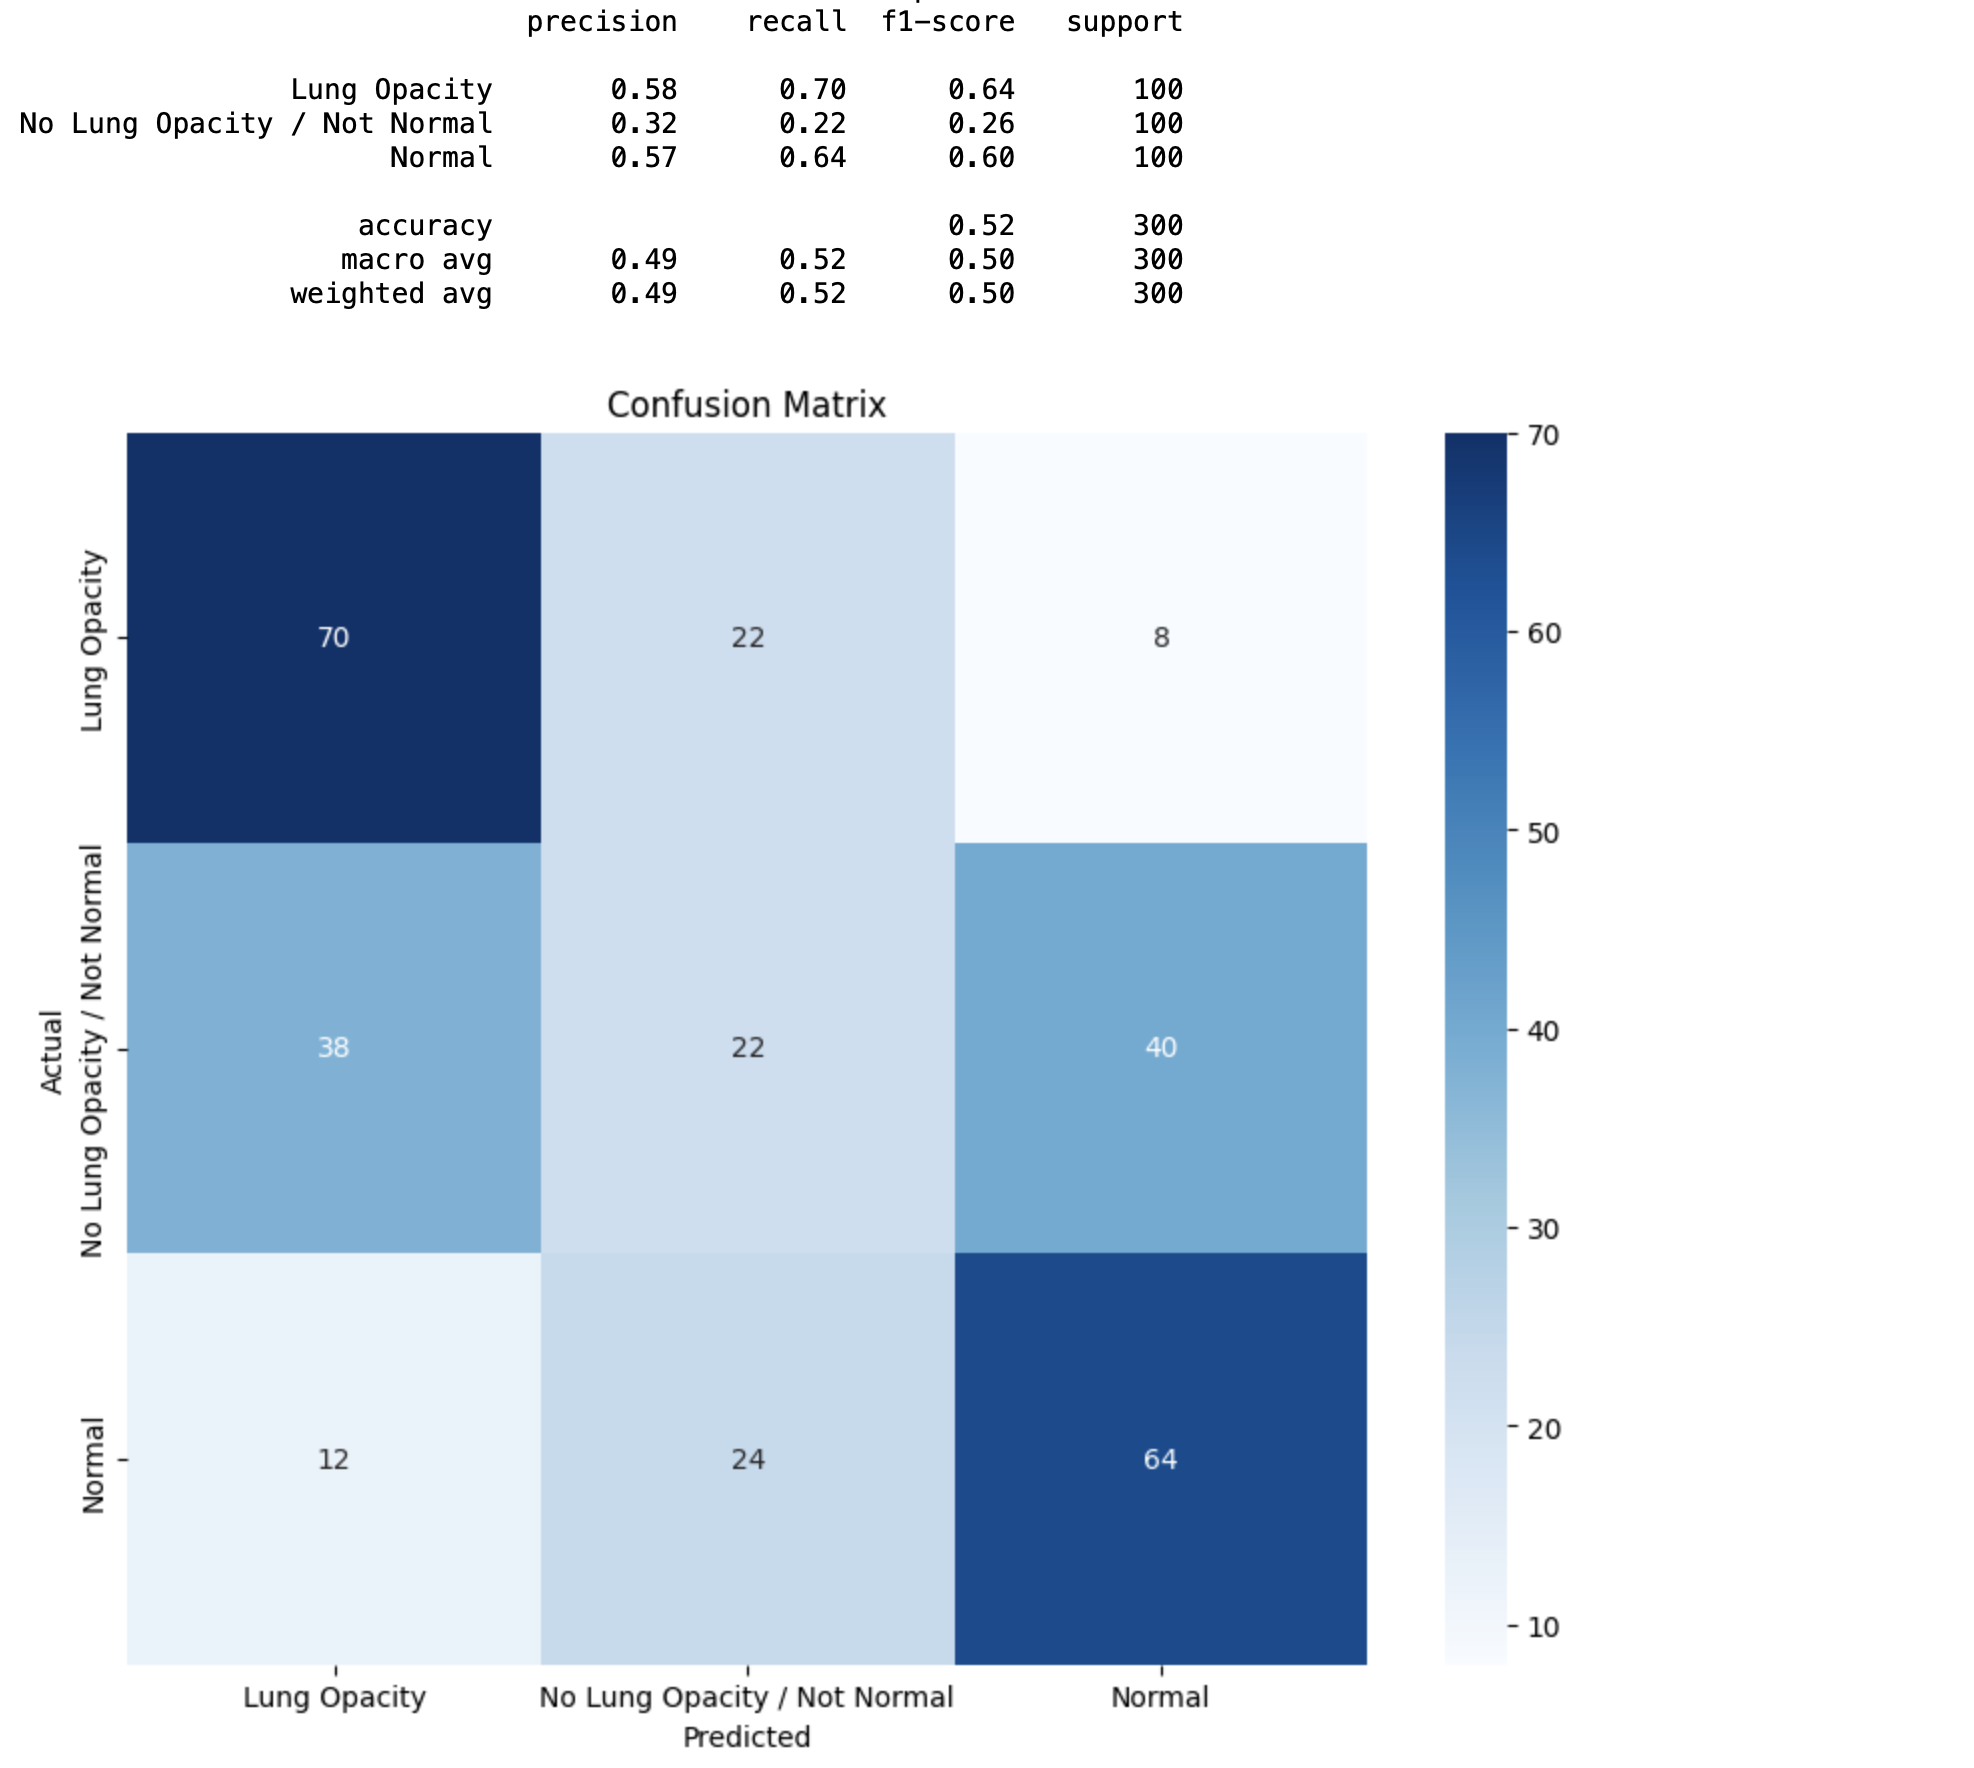 precision recall f1-score support
Lung Opacity 0.58 0.70 0.64 100
No Lung Opacity / Not Normal 0.32 0.22 0.26 100
Normal 0.57 0.64 0.60 100
accuracy 0.52 300
macro avg 0.49 0.52 0.50 300
weighted avg 0.49 0.52 0.50 300
Confusion Matrix
Actual
Lung Opacity
No Lung Opacity / Not Normal
Normal
70 22 8
38 22 40
12 24 64
Lung Opacity No Lung Opacity / Not Normal Normal
Predicted
70
60
50
40
30
20
10